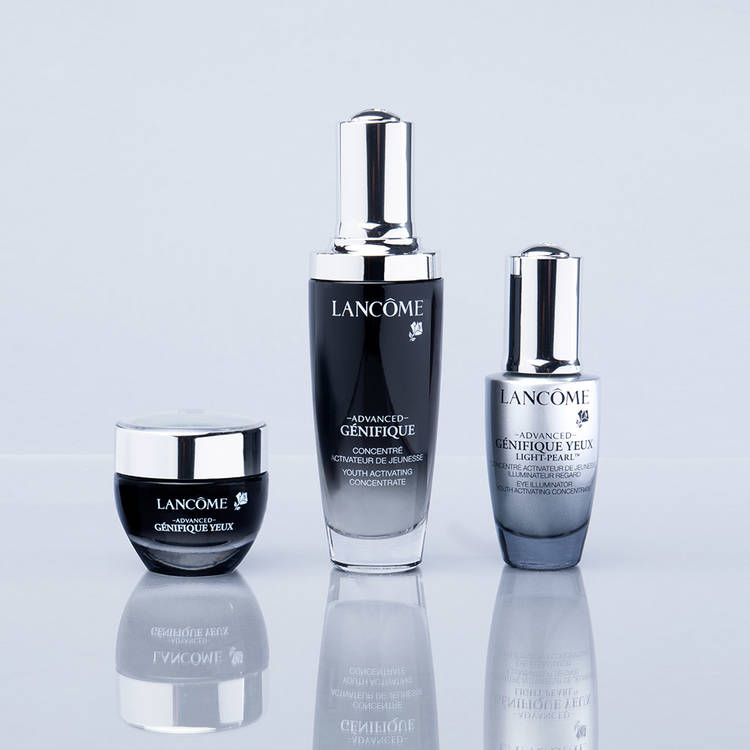 LANCÔME
-ADVANCED-
GÉNIFIQUE YEUX
LANCÔME
-ADVANCED-
GÉNIFIQUE
CONCENTRÉ
ACTIVATEUR DE JEUNESSE
YOUTH ACTIVATING
CONCENTRATE
LANCÔME
-ADVANCED-
GÉNIFIQUE YEUX
LIGHT-PEARL™
CONCENTRÉ ACTIVATEUR DE JEUNESSE
ILLUMINATEUR REGARD
EYE ILLUMINATOR
YOUTH ACTIVATING CONCENTRATE